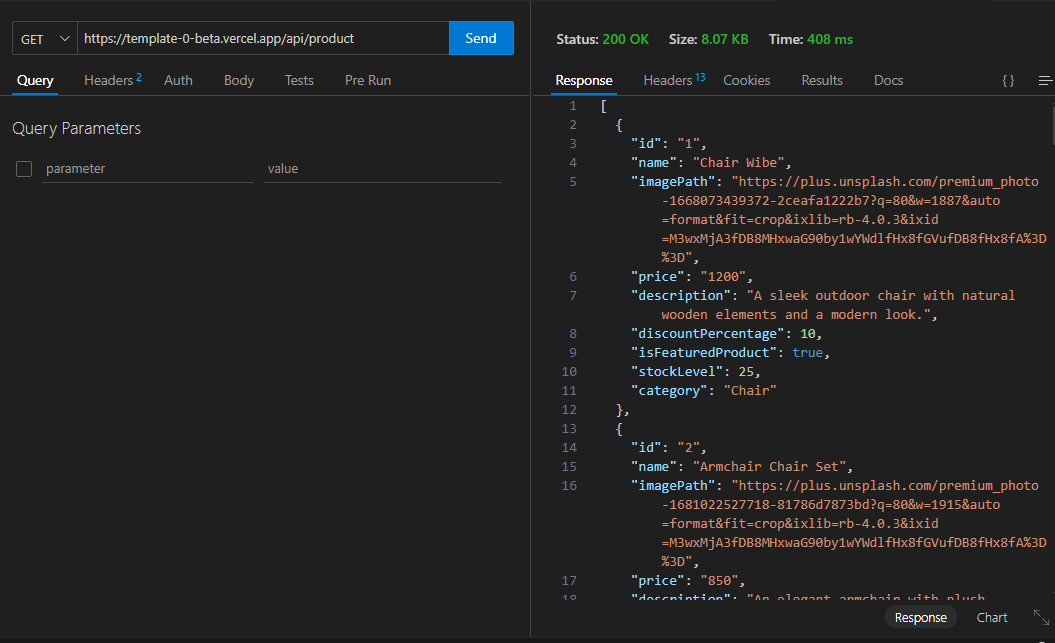 GET https://template-0-beta.vercel.app/api/product Send
Query Headers 2 Auth Body Tests Pre Run
Query Parameters
parameter value
Status: 200 OK Size: 8.07 KB Time: 408 ms
Response Headers 13 Cookies Results Docs { }
1 [
2 {
3 "id": "1",
4 "name": "Chair Wibe",
5 "imagePath": "https://plus.unsplash.com/premium_photo
-1668073439372-2ceafa1222b7?q=80&w=1887&auto
=format&fit=crop&ixlib=rb-4.0.3&ixid
=M3wxMjA3fDB8MHxwaG90by1wYWdlfHx8fGVufDB8fHx8fA%3D
%3D",
6 "price": "1200",
7 "description": "A sleek outdoor chair with natural
wooden elements and a modern look.",
8 "discountPercentage": 10,
9 "isFeaturedProduct": true,
10 "stockLevel": 25,
11 "category": "Chair"
12 },
13 {
14 "id": "2",
15 "name": "Armchair Chair Set",
16 "imagePath": "https://plus.unsplash.com/premium_photo
-1681022527718-81786d7873bd?q=80&w=1915&auto
=format&fit=crop&ixlib=rb-4.0.3&ixid
=M3wxMjA3fDB8MHxwaG90by1wYWdlfHx8fGVufDB8fHx8fA%3D
%3D",
17 "price": "850",
18 "description": "An elegant armchair with plush
Response Chart